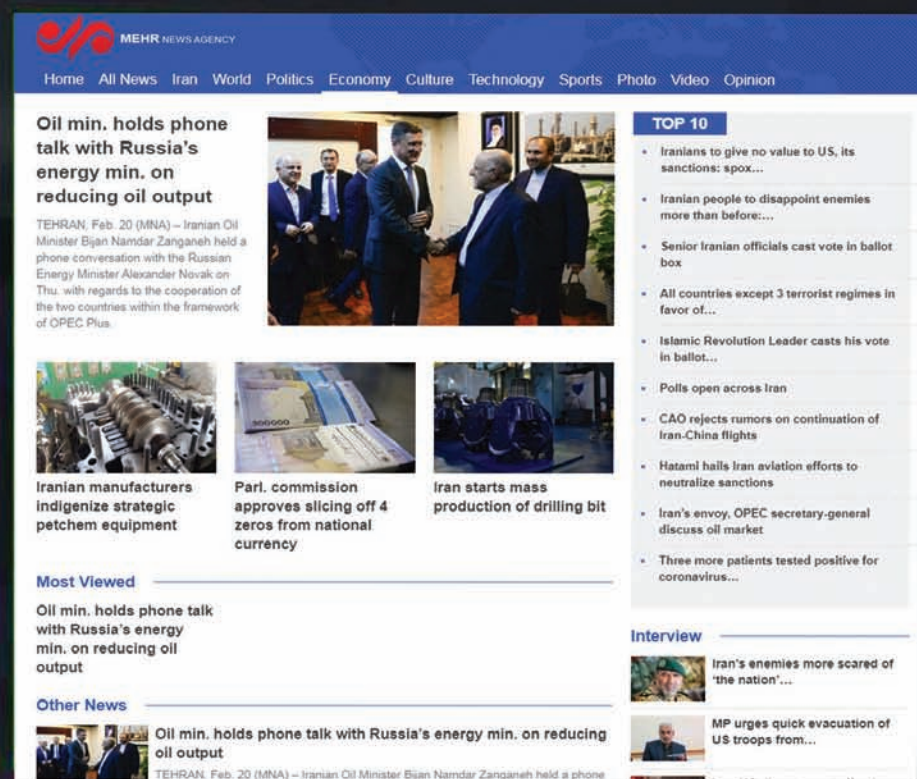 MEHR NEWS AGENCY
Home All News Iran World Politics Economy Culture Technology Sports Photo Video Opinion
Oil min. holds phone
talk with Russia's
energy min. on
reducing oil output
TEHRAN, Feb. 20 (MNA) – Iranian Oil
Minister Bijan Namdar Zanganeh held a
phone conversation with the Russian
Energy Minister Alexander Novak on
Thu. with regards to the cooperation of
the two countries within the framework
of OPEC Plus.
Iranian manufacturers
indigenize strategic
petchem equipment
500000
Parl. commission
approves slicing off 4
zeros from national
currency
Iran starts mass
production of drilling bit
Most Viewed
Oil min. holds phone talk
with Russia's energy
min. on reducing oil
output
Other News
Oil min. holds phone talk with Russia's energy min. on reducing
oil output
TEHRAN, Feb. 20 (MNA) – Iranian Oil Minister Bijan Namdar Zanganeh held a phone
TOP 10
• Iranians to give no value to US, its
sanctions: spox...
• Iranian people to disappoint enemies
more than before:...
• Senior Iranian officials cast vote in ballot
box
• All countries except 3 terrorist regimes in
favor of...
• Islamic Revolution Leader casts his vote
in ballot...
• Polls open across Iran
• CAO rejects rumors on continuation of
Iran-China flights
• Hatami hails Iran aviation efforts to
neutralize sanctions
• Iran's envoy, OPEC secretary-general
discuss oil market
• Three more patients tested positive for
coronavirus...
Interview
Iran's enemies more scared of
'the nation'...
MP urges quick evacuation of
US troops from...